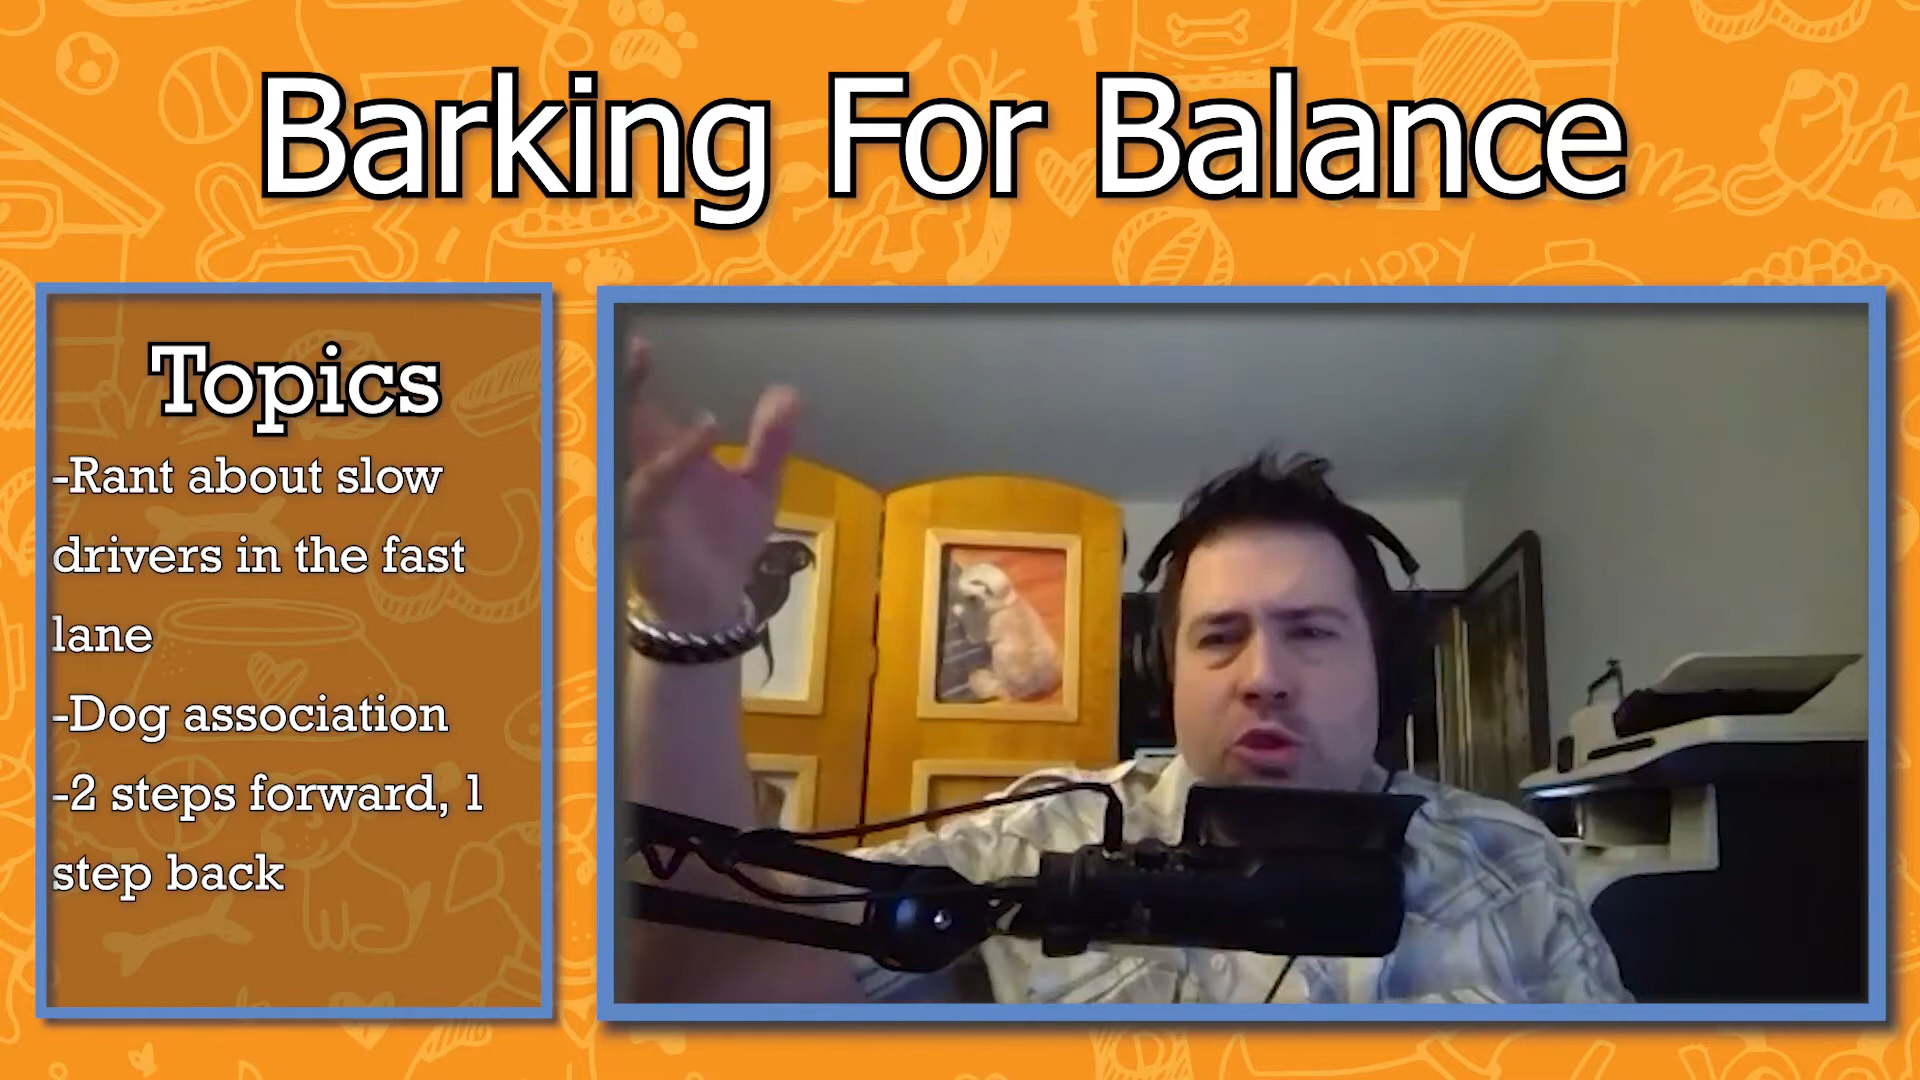 Barking For Balance
Topics
-Rant about slow
drivers in the fast
lane
-Dog association
-2 steps forward, 1
step back
puppy